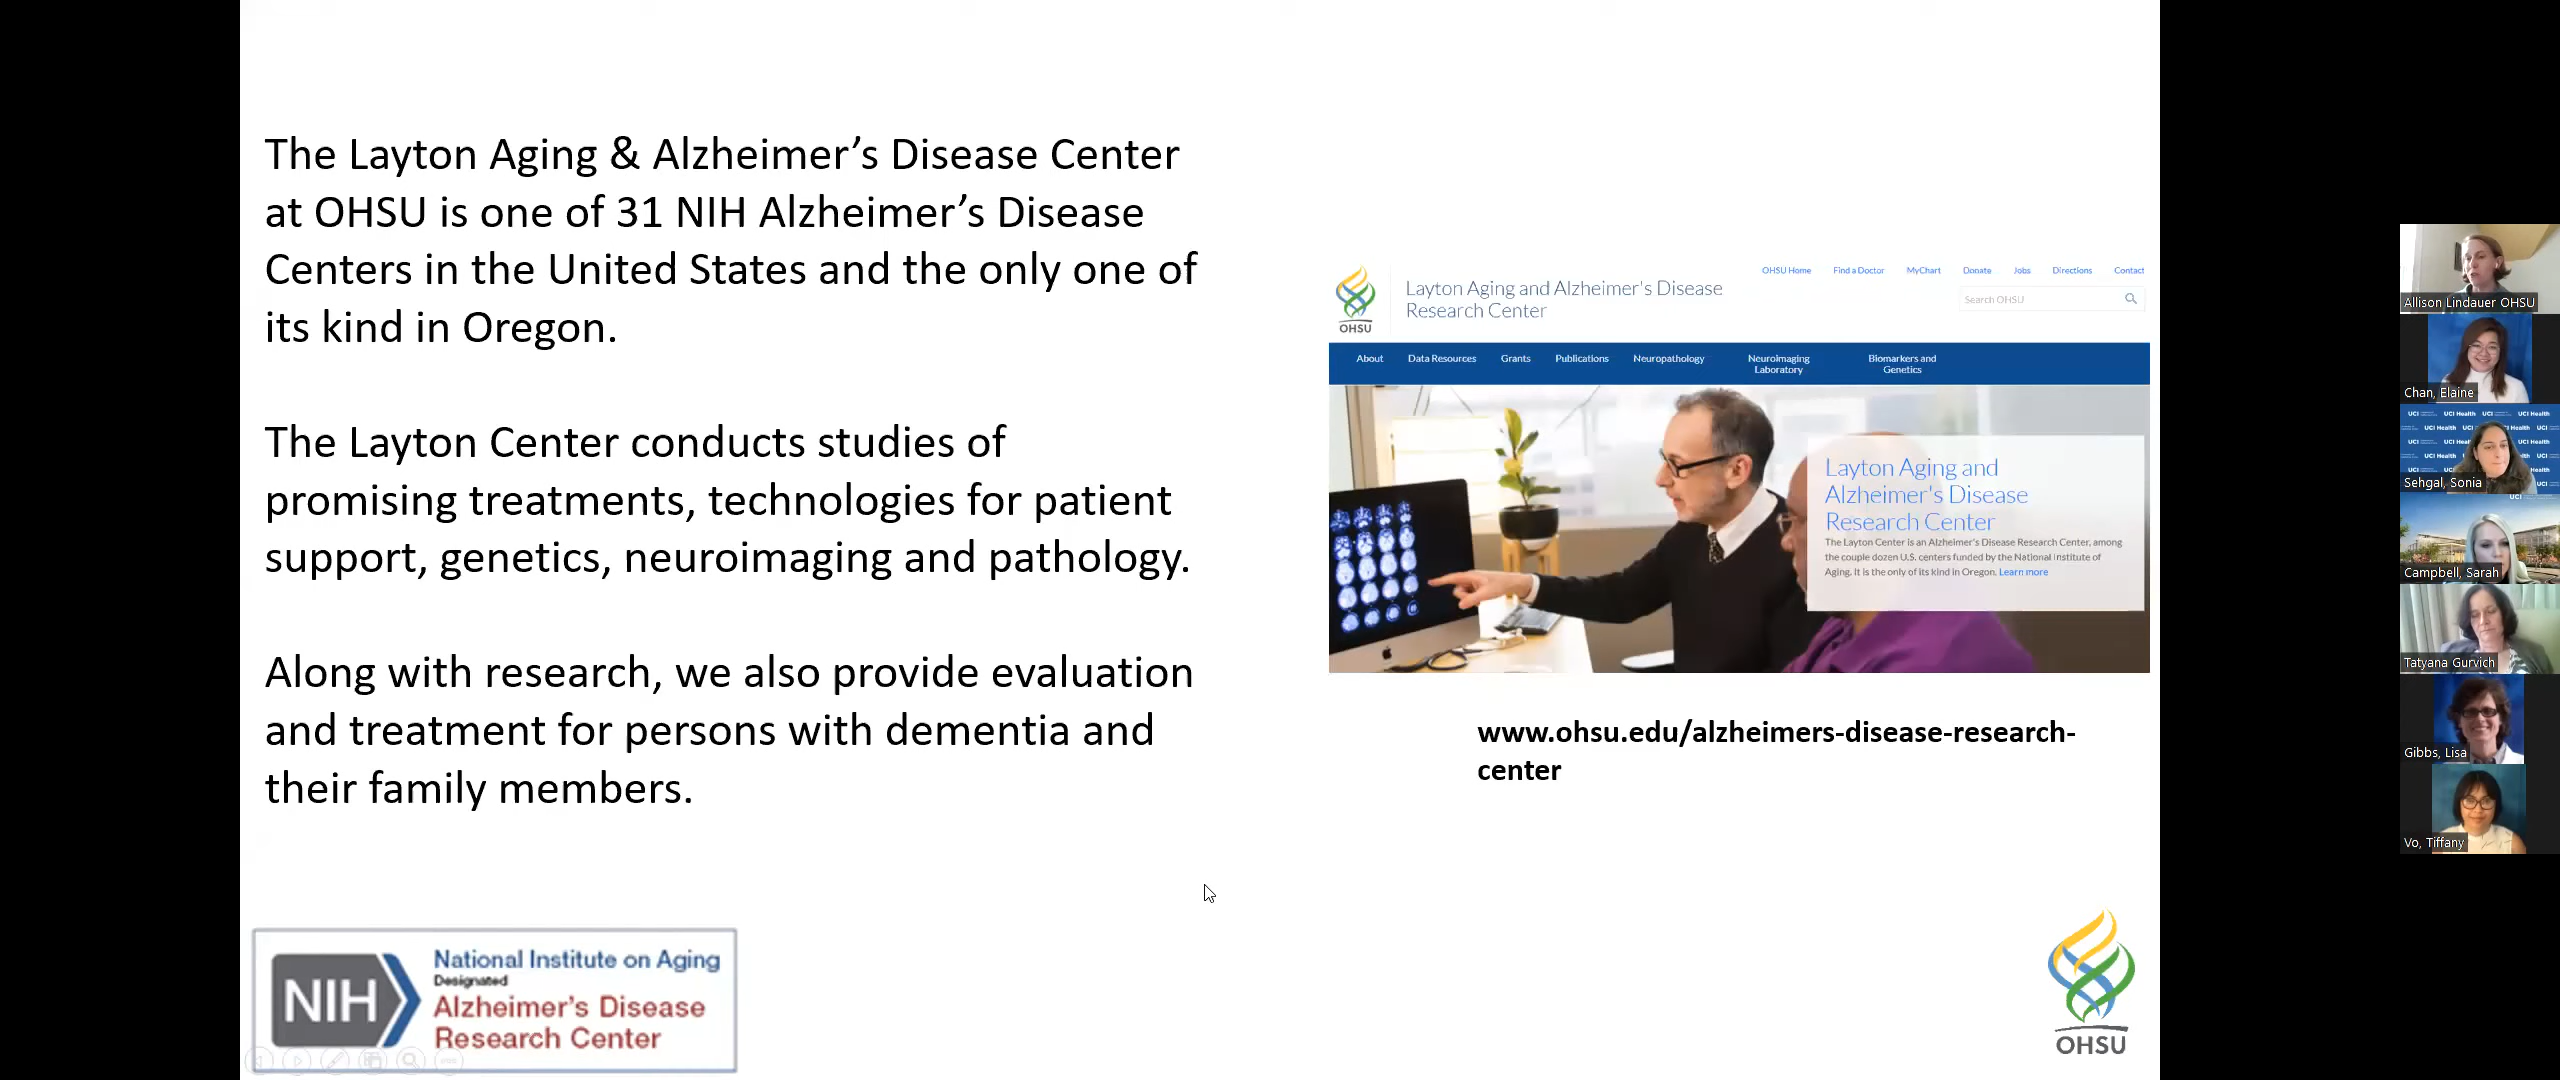 The Layton Aging & Alzheimer’s Disease Center
at OHSU is one of 31 NIH Alzheimer’s Disease
Centers in the United States and the only one of
its kind in Oregon.
The Layton Center conducts studies of
promising treatments, technologies for patient
support, genetics, neuroimaging and pathology.
Along with research, we also provide evaluation
and treatment for persons with dementia and
their family members.
NIH
National Institute on Aging
Designated
Alzheimer’s Disease
Research Center
OHSU
Layton Aging and Alzheimer's Disease
Research Center
OHSU Home Find a Doctor MyChart Donate Jobs Directions Contact
Search OHSU
About Data Resources Grants Publications Neuropathology Neuroimaging Laboratory Biomarkers and Genetics
Layton Aging and
Alzheimer's Disease
Research Center
The Layton Center is an Alzheimer's Disease Research Center, among
the couple dozen U.S. centers funded by the National Institute of
Aging. It is the only of its kind in Oregon. Learn more
www.ohsu.edu/alzheimers-disease-research-
center
OHSU
Allison Lindauer OHSU
Chan, Elaine
UCI Health UCI Health UCI Health
Sehgal, Sonia
UCI
Campbell, Sarah
Tatyana Gurvich
Gibbs, Lisa
Vo, Tiffany